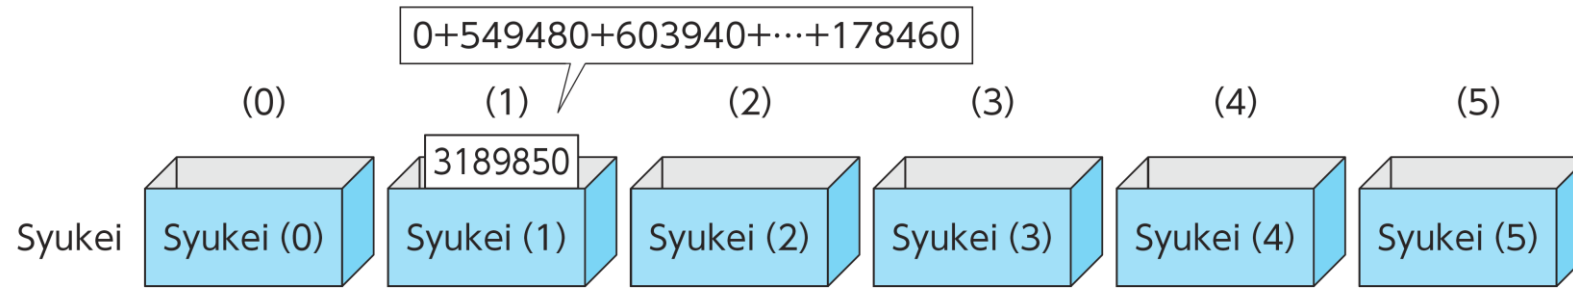 0+549480+603940+…+178460
(0) (1) (2) (3) (4) (5)
3189850
Syukei Syukei (0) Syukei (1) Syukei (2) Syukei (3) Syukei (4) Syukei (5)